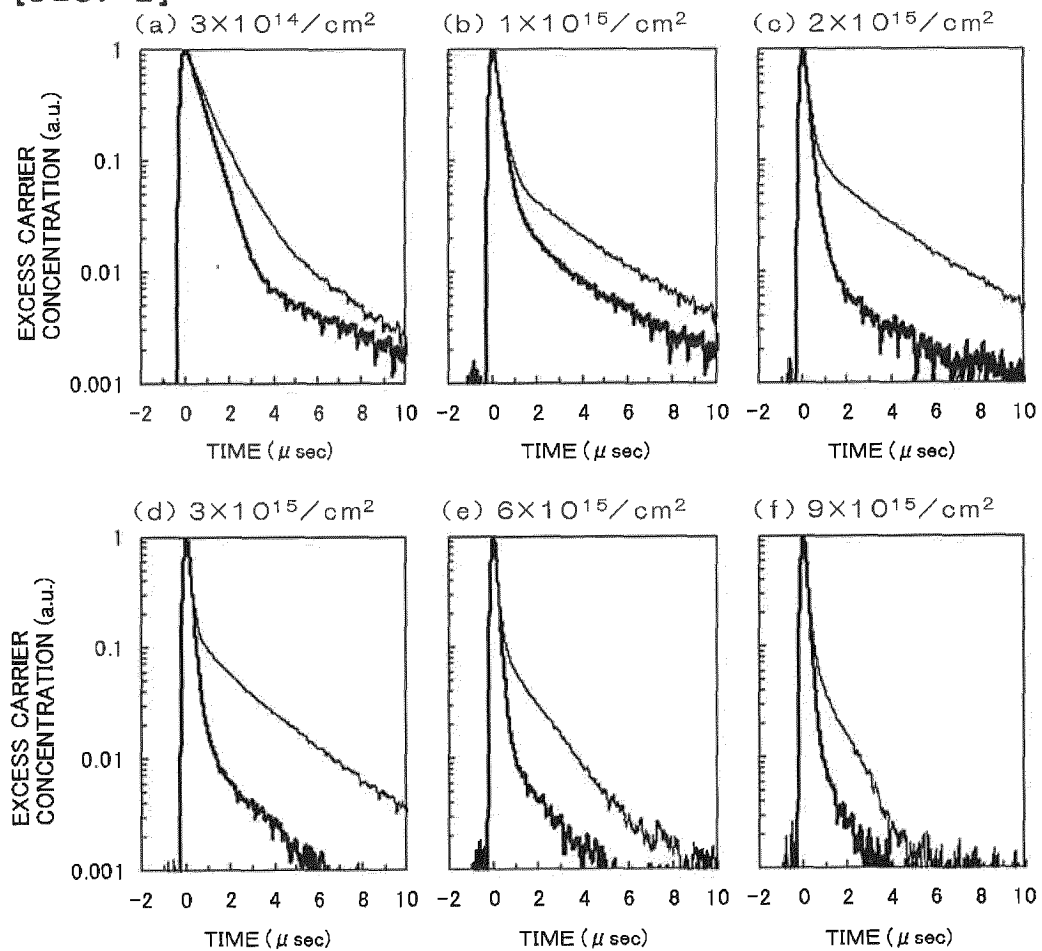 (a) 3×10¹⁴/cm² (b) 1×10¹⁵/cm² (c) 2×10¹⁵/cm²
EXCESS CARRIER
CONCENTRATION (a.u.)
1
0.1
0.01
0.001
-2 0 2 4 6 8 10 -2 0 2 4 6 8 10 -2 0 2 4 6 8 10
TIME (μ sec) TIME (μ sec) TIME (μ sec)
(d) 3×10¹⁵/cm² (e) 6×10¹⁵/cm² (f) 9×10¹⁵/cm²
EXCESS CARRIER
CONCENTRATION (a.u.)
1
0.1
0.01
0.001
-2 0 2 4 6 8 10 -2 0 2 4 6 8 10 -2 0 2 4 6 8 10
TIME (μ sec) TIME (μ sec) TIME (μ sec)